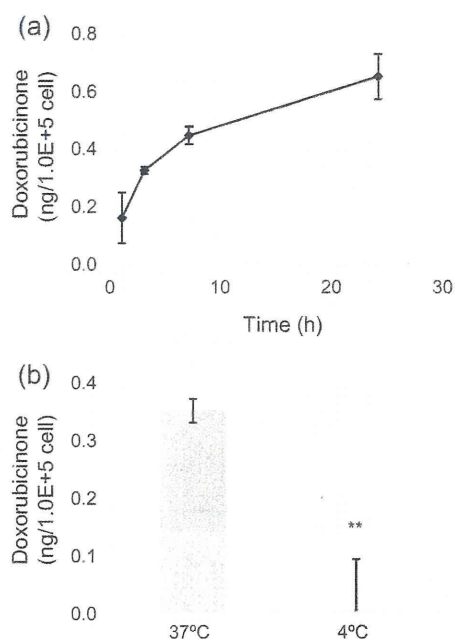 (a)
0.8
0.6
0.4
0.2
0.0
Doxorubicinone
(ng/1.0E+5 cell)
0 10 20 30
Time (h)
(b)
0.4
0.3
0.2
0.1
0.0
Doxorubicinone
(ng/1.0E+5 cell)
**
37ºC 4ºC